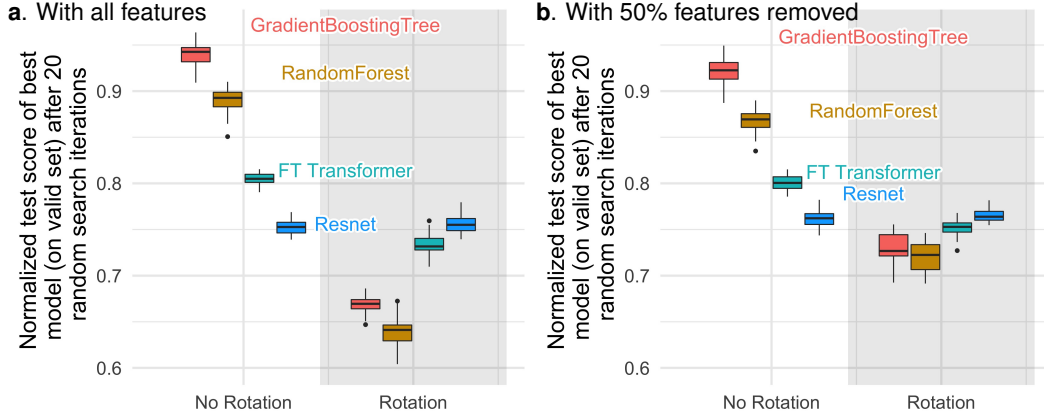 a. With all features
Normalized test score of best
model (on valid set) after 20
random search iterations
0.9
0.8
0.7
0.6
GradientBoostingTree
RandomForest
FT Transformer
Resnet
No Rotation
Rotation
b. With 50% features removed
Normalized test score of best
model (on valid set) after 20
random search iterations
0.9
0.8
0.7
0.6
GradientBoostingTree
RandomForest
FT Transformer
Resnet
No Rotation
Rotation